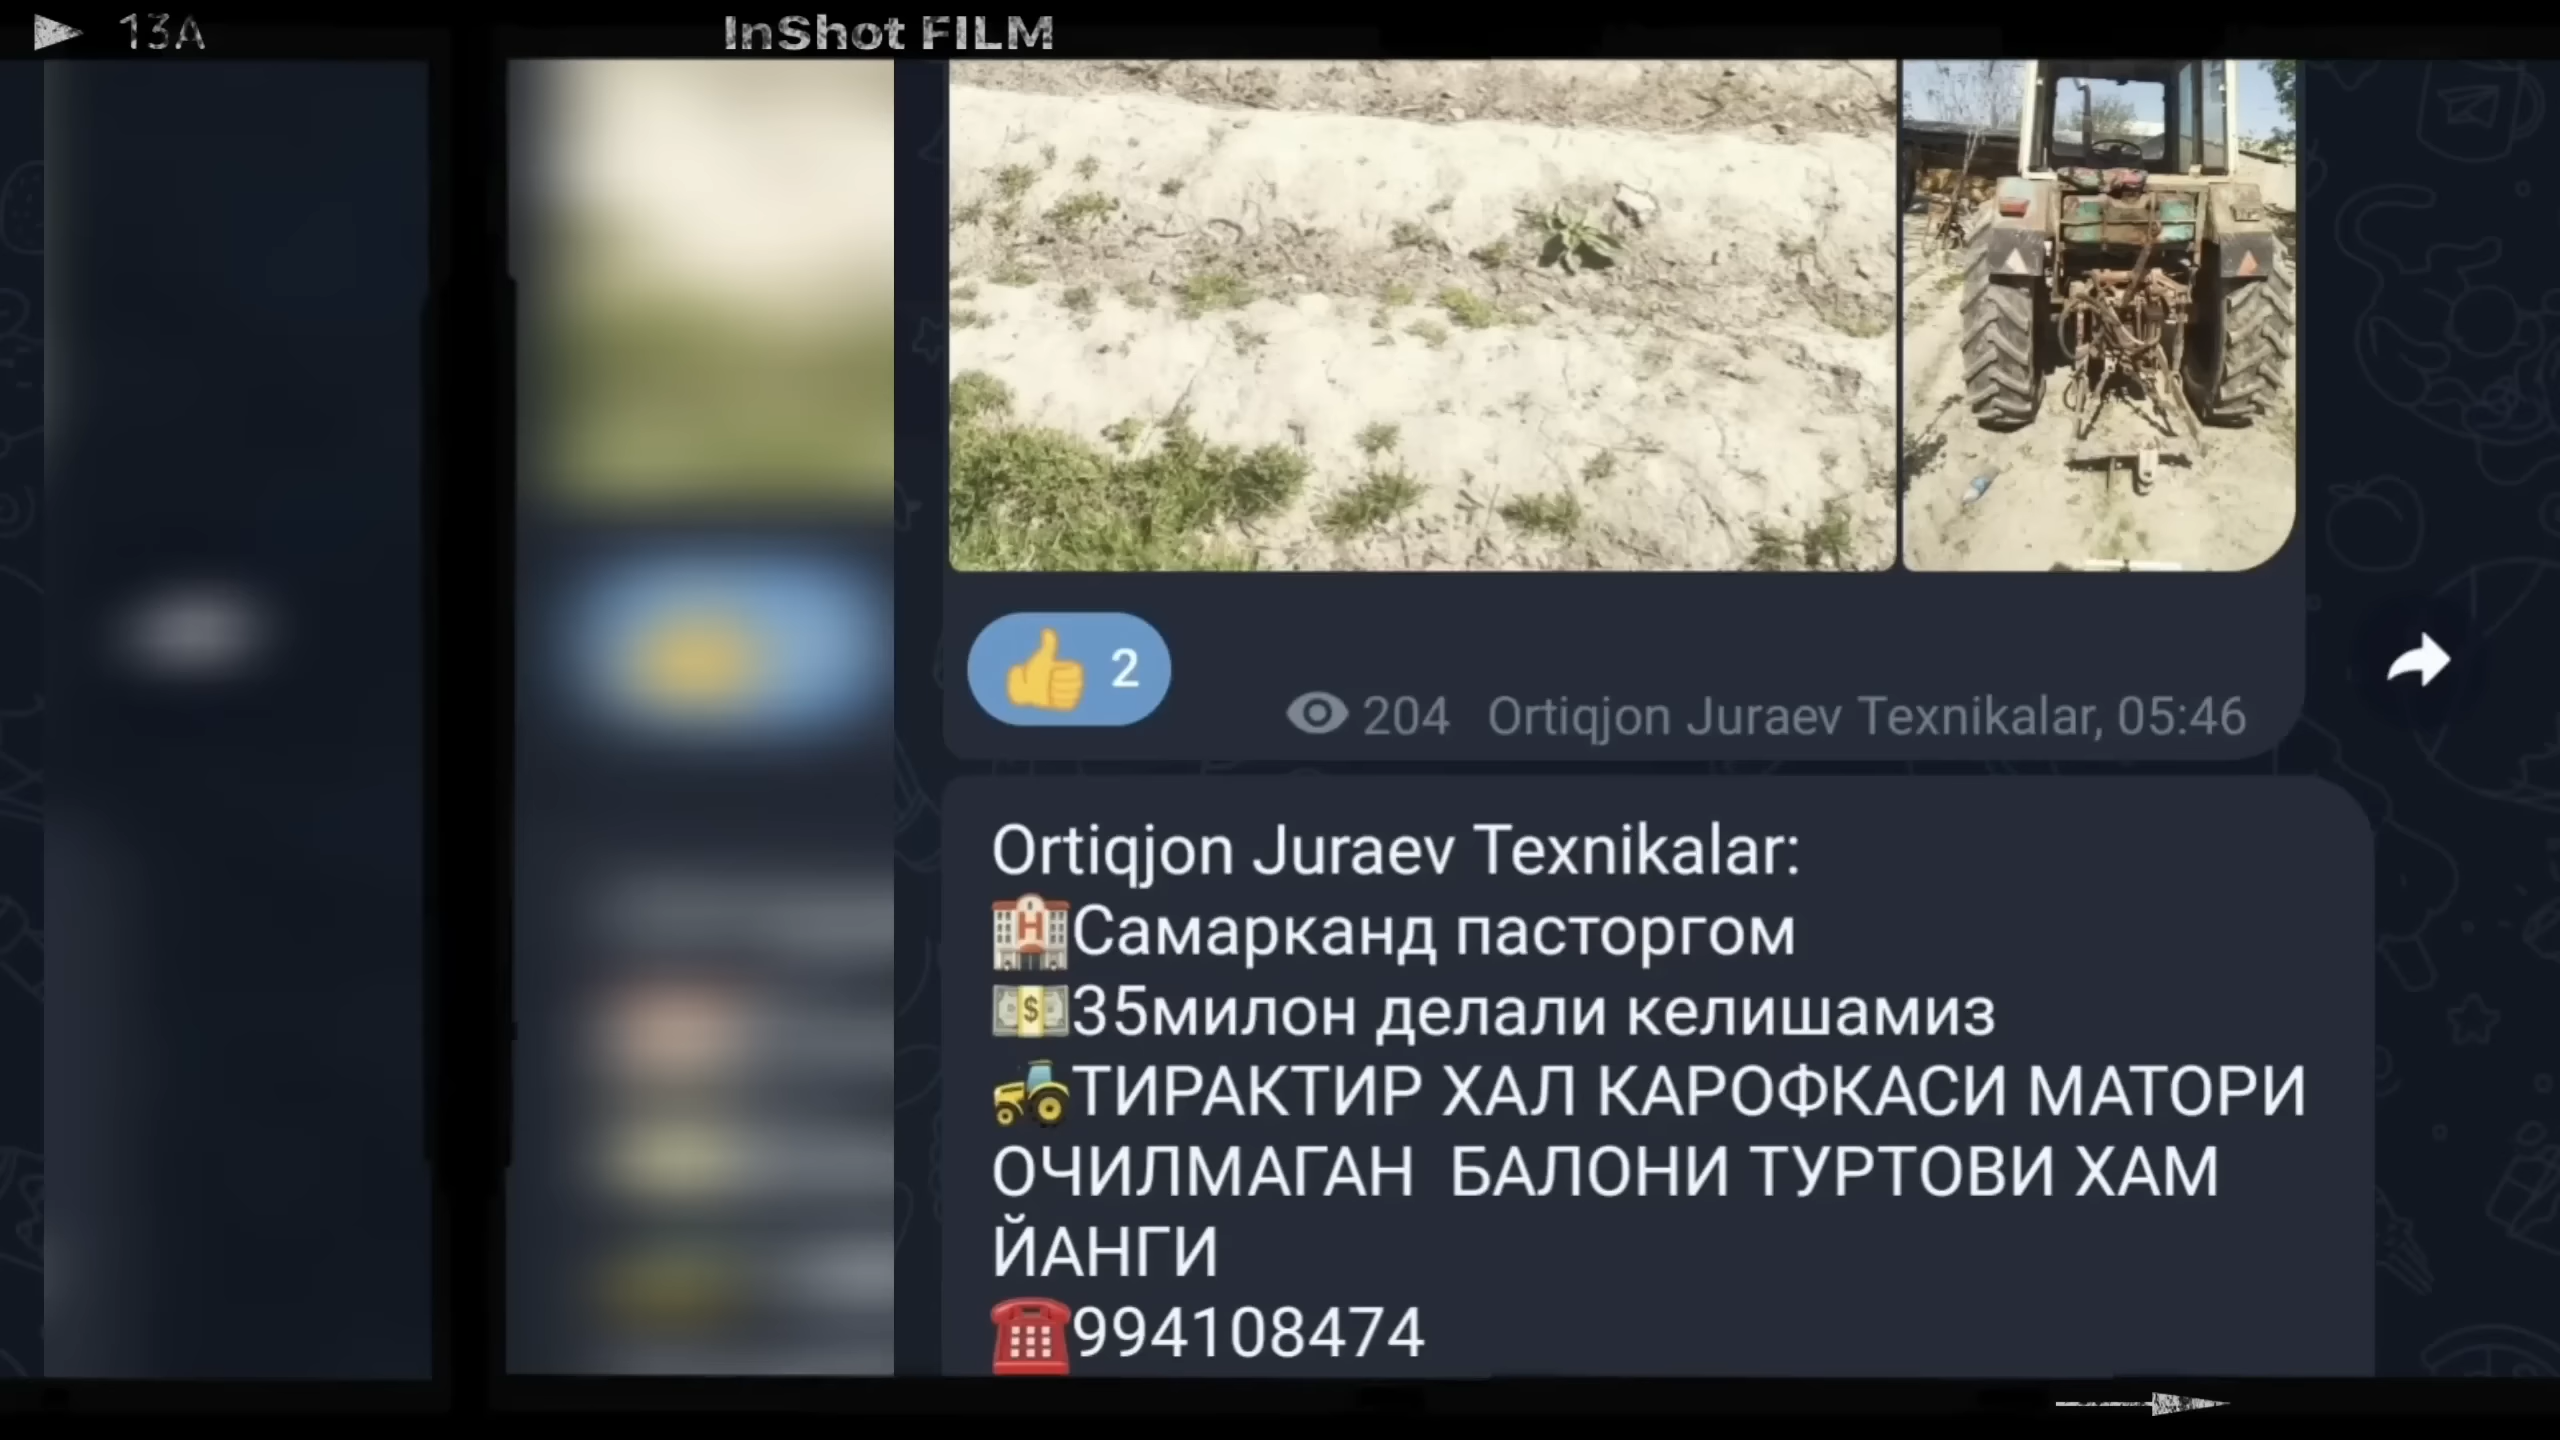 13A
InShot FILM
2
204 Ortiqjon Juraev Texnikalar, 05:46
Ortiqjon Juraev Texnikalar:
Самарканд пасторгом
35милон делали келишамиз
ТИРАКТИР ХАЛ КАРОФКАСИ МАТОРИ
ОЧИЛМАГАН БАЛОНИ ТУРТОВИ ХАМ
ЙАНГИ
994108474